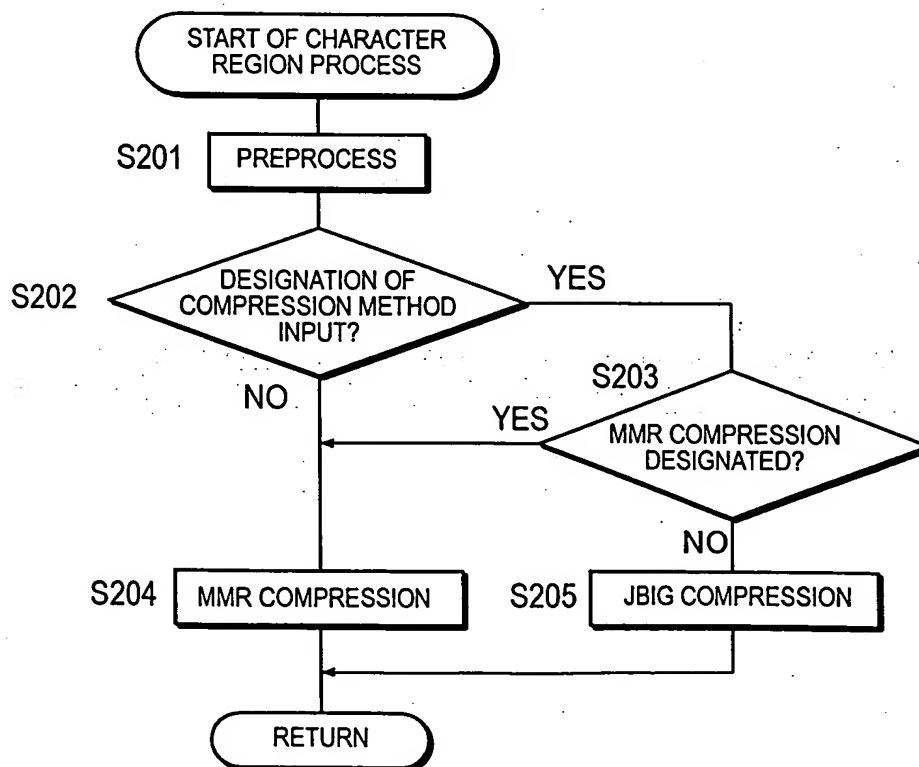 START OF CHARACTER
REGION PROCESS
S201
PREPROCESS
S202
DESIGNATION OF
COMPRESSION METHOD
INPUT?
YES
NO
S203
YES
MMR COMPRESSION
DESIGNATED?
NO
S204
MMR COMPRESSION
S205
JBIG COMPRESSION
RETURN